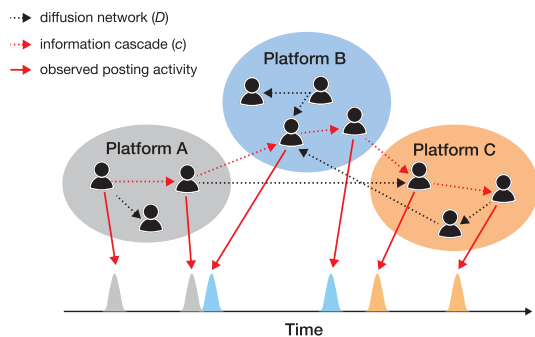 diffusion network (D)
information cascade (c)
observed posting activity
Platform B
Platform A
Platform C
Time